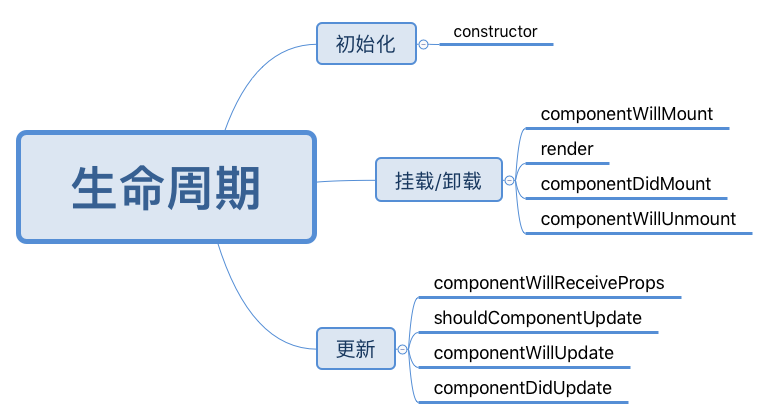 生命周期
初始化
constructor
挂载/卸载
componentWillMount
render
componentDidMount
componentWillUnmount
更新
componentWillReceiveProps
shouldComponentUpdate
componentWillUpdate
componentDidUpdate